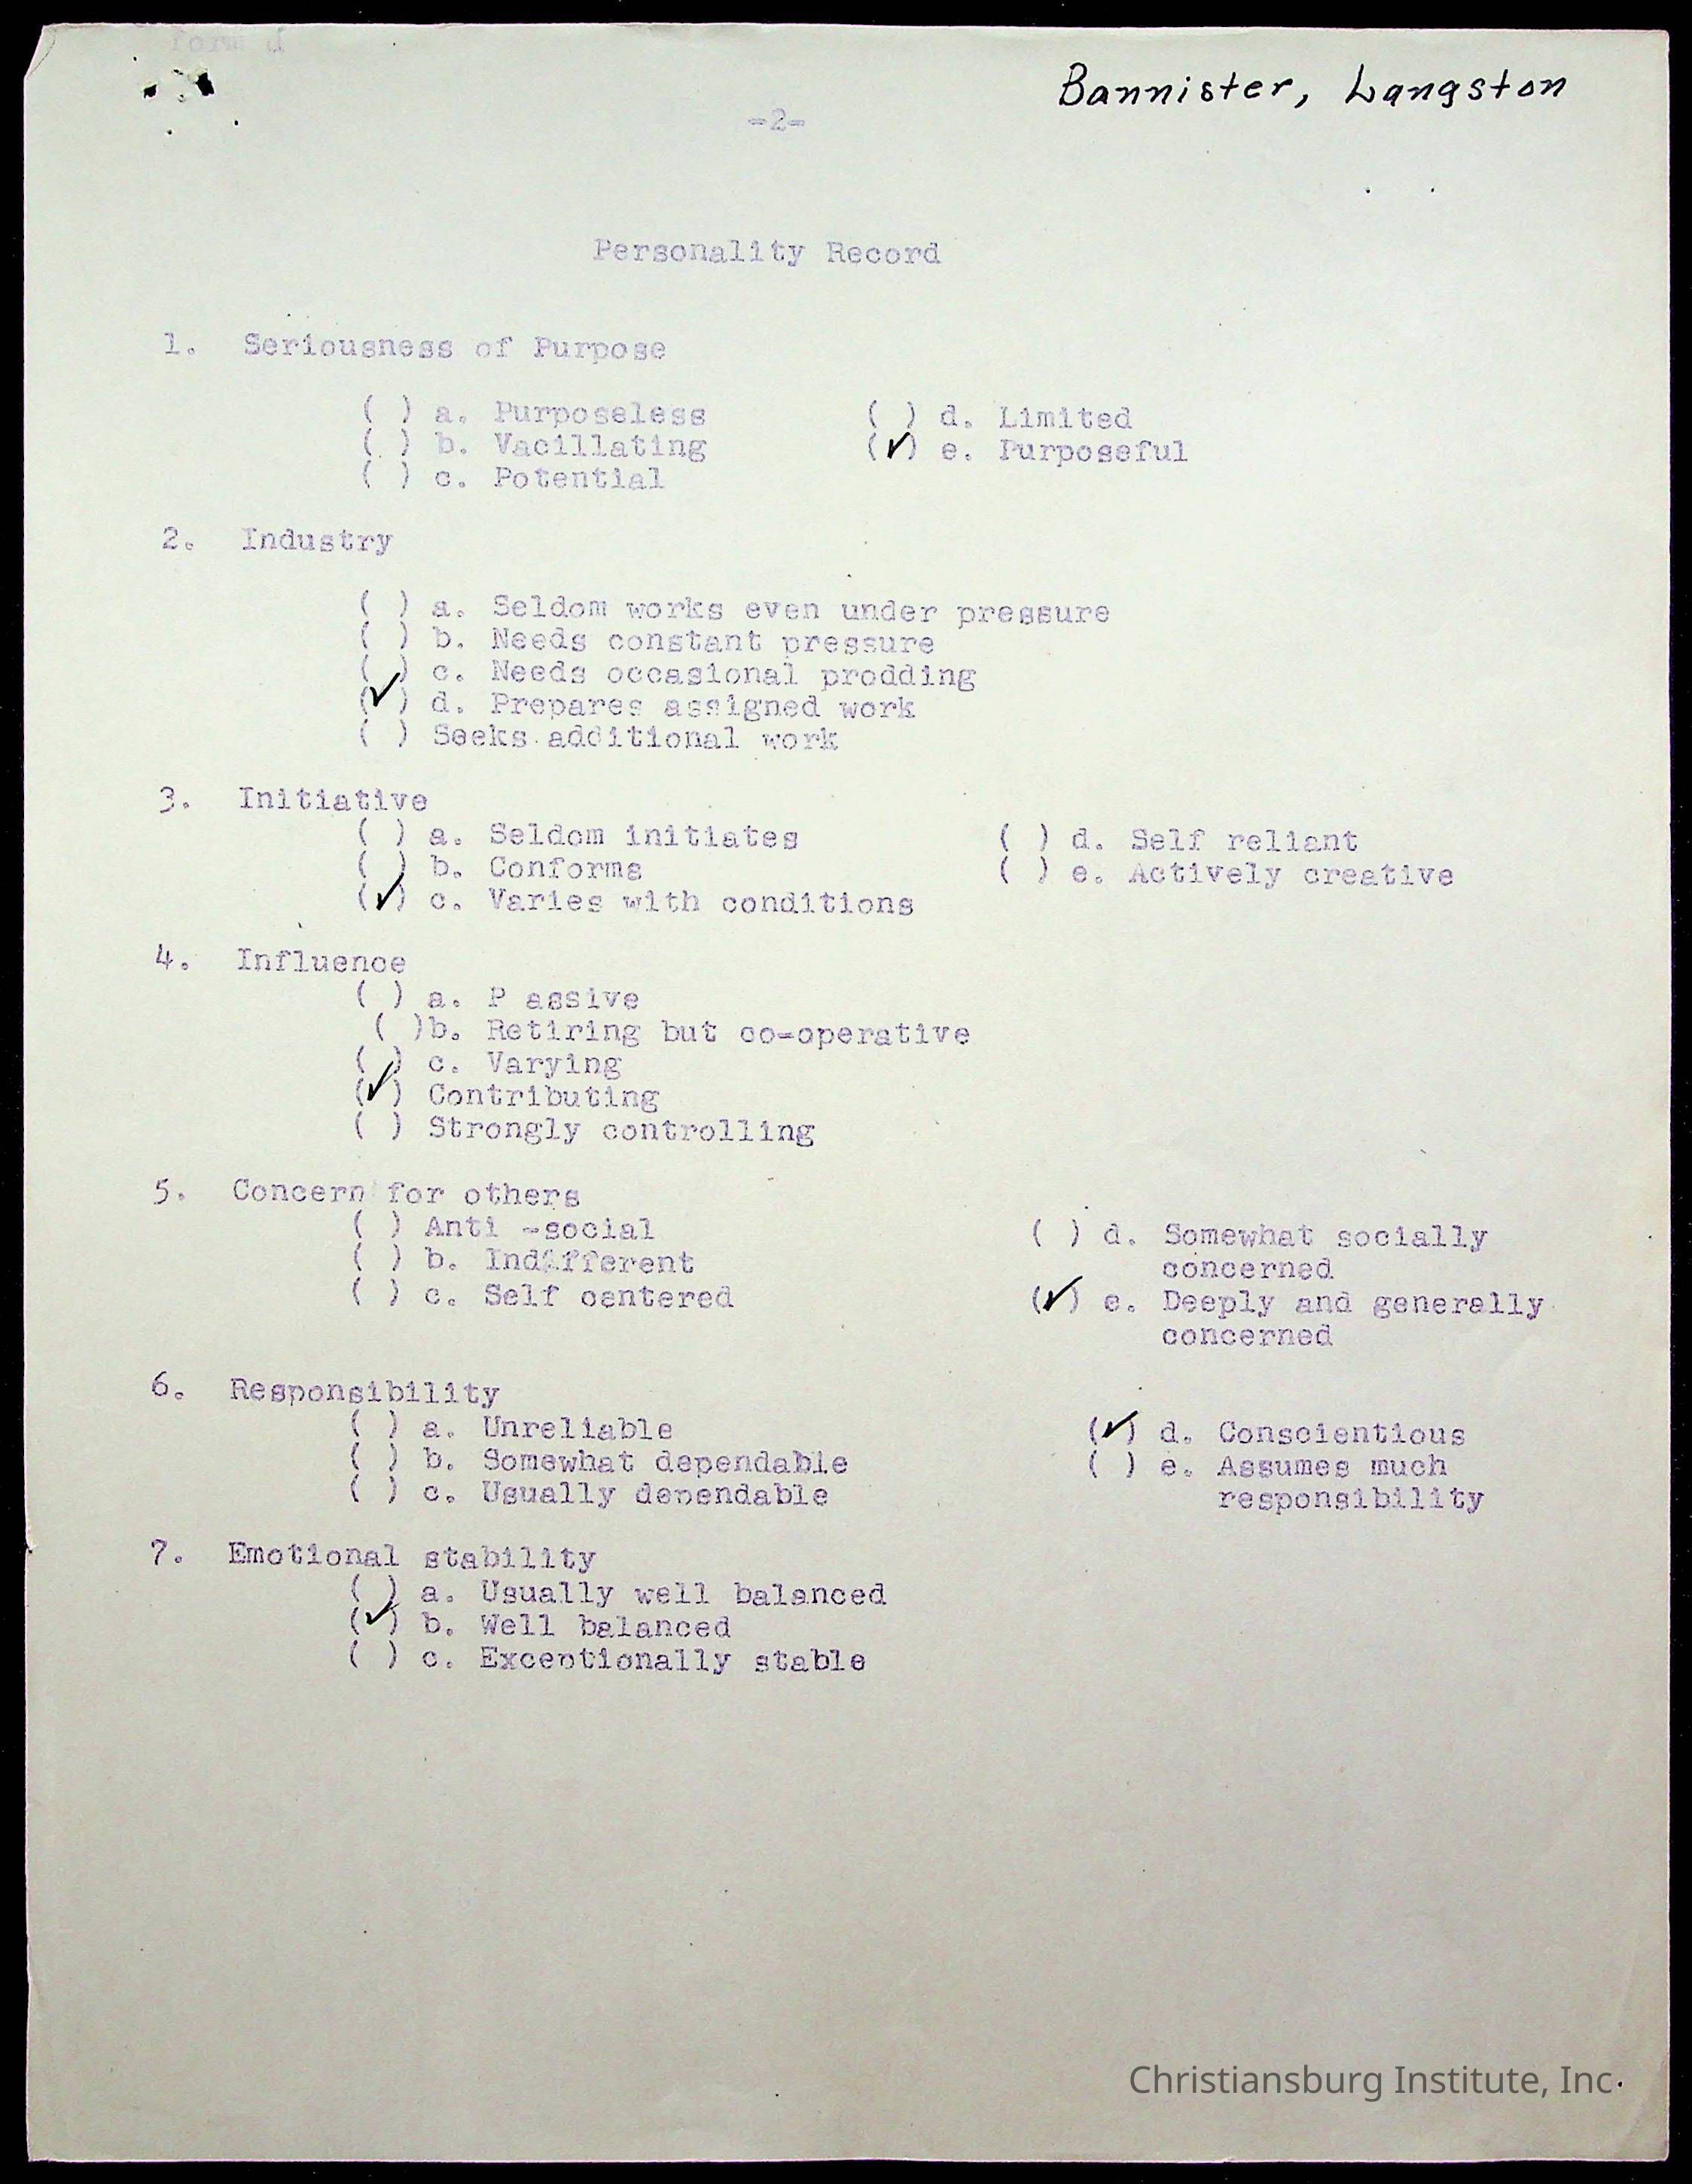 form d
Bannister, Langston
-2-
Personality Record
1. Seriousness of Purpose
( ) a. Purposeless ( ) d. Limited
( ) b. Vacillating (✓) e. Purposeful
( ) c. Potential
2. Industry
( ) a. Seldom works even under pressure
( ) b. Needs constant pressure
( ) c. Needs occasional prodding
(✓) d. Prepares assigned work
( ) Seeks additional work
3. Initiative
( ) a. Seldom initiates ( ) d. Self reliant
( ) b. Conforms ( ) e. Actively creative
(✓) c. Varies with conditions
4. Influence
( ) a. P assive
( )b. Retiring but co-operative
( ) c. Varying
(✓) Contributing
( ) Strongly controlling
5. Concern for others
( ) Anti -social ( ) d. Somewhat socially
concerned
( ) b. Indifferent
( ) c. Self centered (✓) e. Deeply and generally
concerned
6. Responsibility
( ) a. Unreliable (✓) d. Conscientious
( ) b. Somewhat dependable ( ) e. Assumes much
responsibility
( ) c. Usually dependable
7. Emotional stability
( ) a. Usually well balanced
(✓) b. Well balanced
( ) c. Exceptionally stable
Christiansburg Institute, Inc.